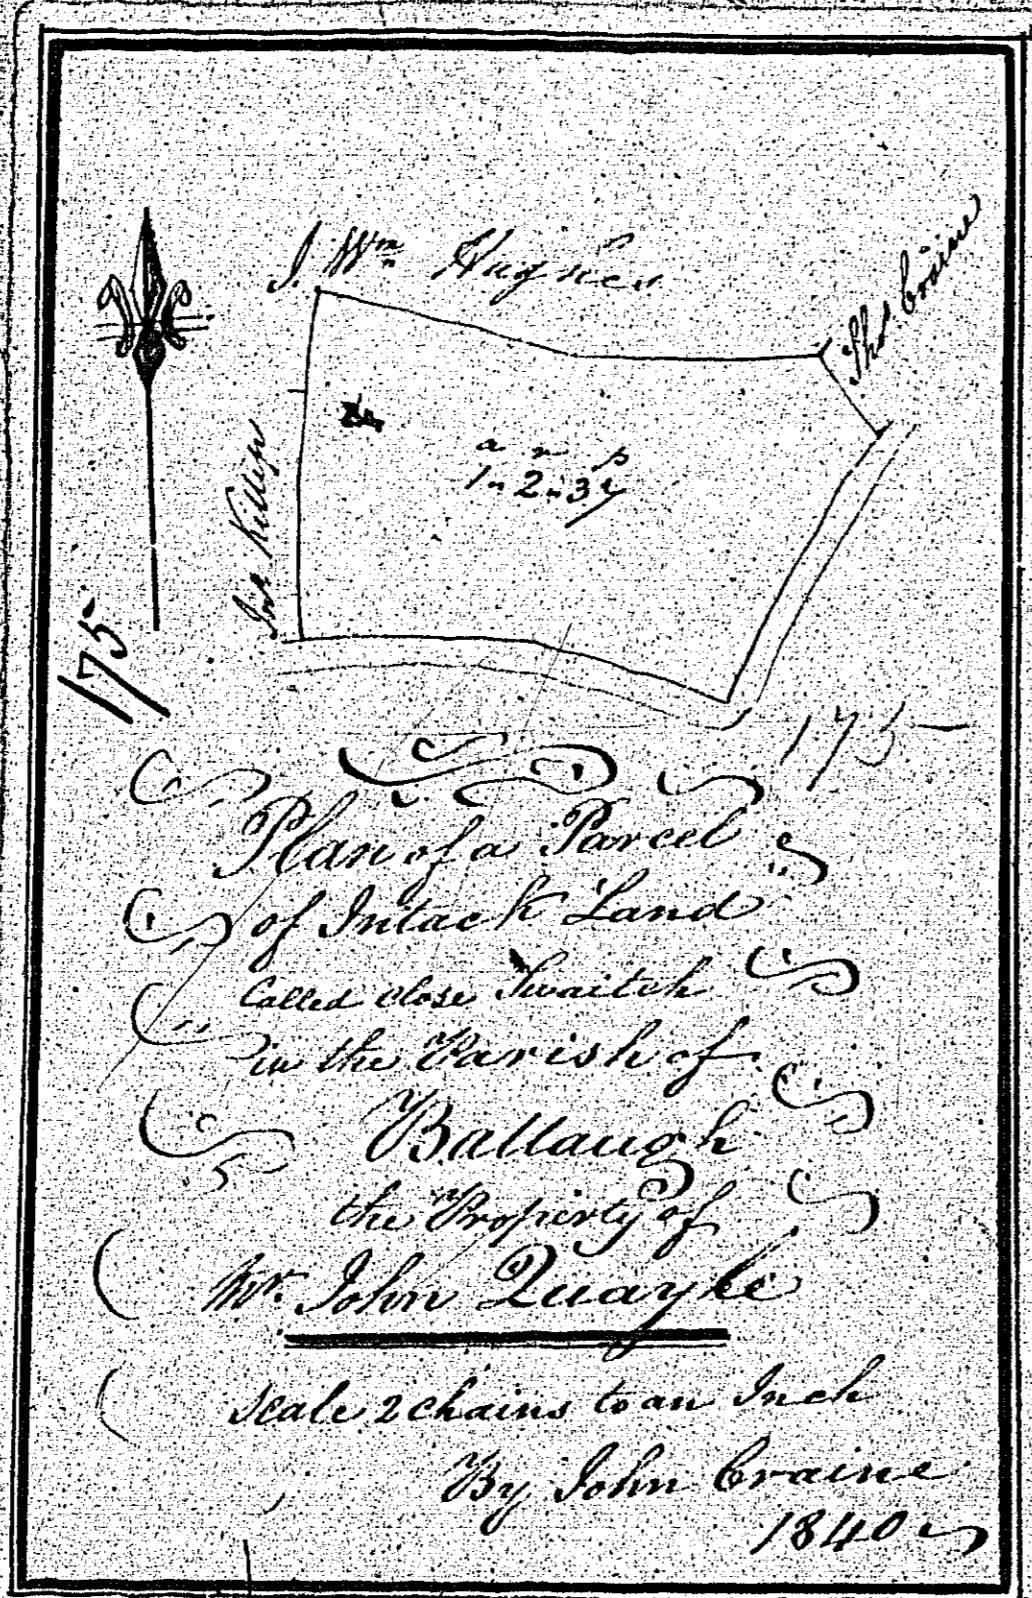 J. Wm Hughes
Thos. Craine
a r p
1 " 2 " 37
Jno Killip
175
175
Plan of a Parcel
of Intack Land
Called Close
in the Parish of
Ballaugh
the Property of
Mr. John Quayle
Scale 2 chains to an Inch
By John Craine
1840